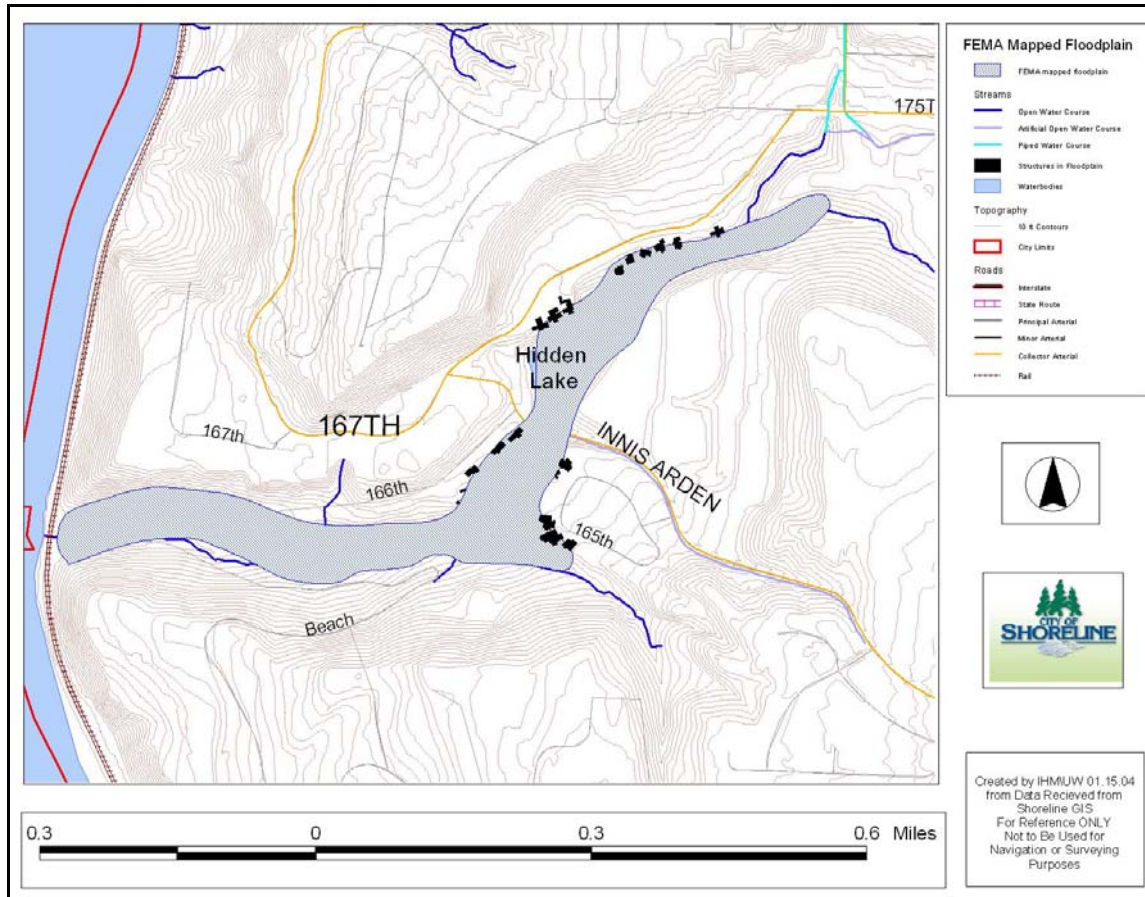 175T
Hidden
Lake
167TH
167th
166th
INNIS ARDEN
165th
Beach
FEMA Mapped Floodplain
FEMA mapped floodplain
Streams
Open Water Course
Artificial Open Water Course
Piped Water Course
Structures in Floodplain
Waterbodies
Topography
10 ft Contours
City Limits
Roads
Interstate
State Route
Principal Arterial
Minor Arterial
Collector Arterial
Rail
CITY OF
SHORELINE
Created by IHM\UW 01.15.04
from Data Recieved from
Shoreline GIS
For Reference ONLY
Not to Be Used for
Navigation or Surveying
Purposes
0.3 0 0.3 0.6 Miles